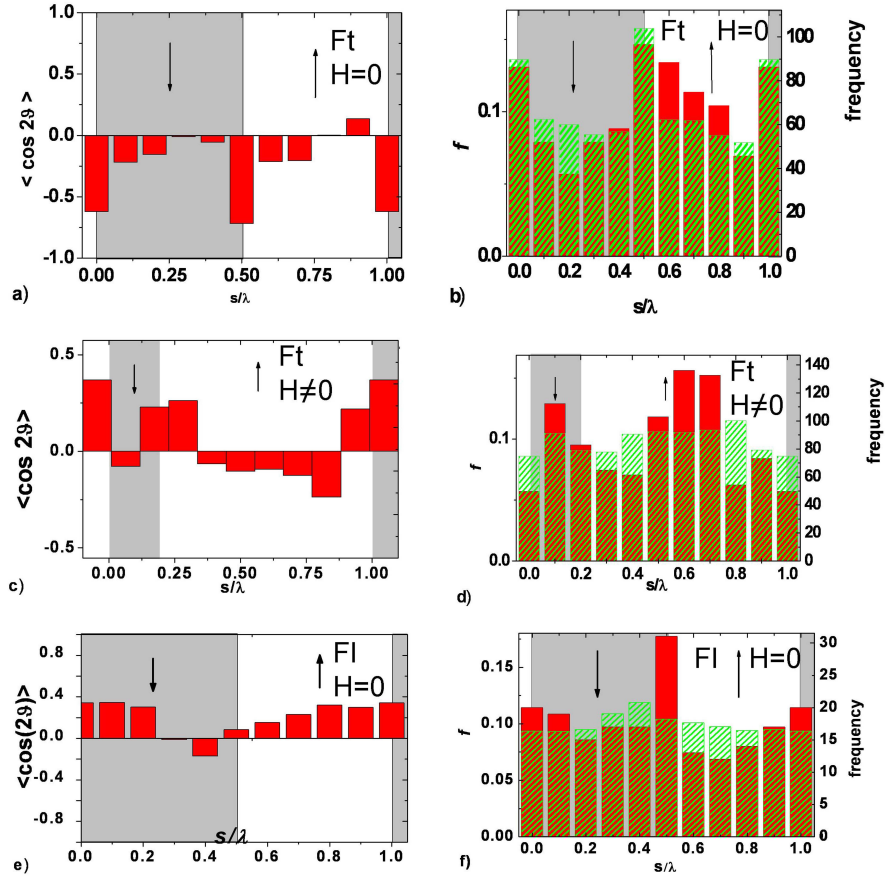 1.0
0.5
0.0
-0.5
-1.0
< cos 2ϑ >
Ft
H=0
0.00 0.25 0.50 0.75 1.00
s/λ
a)
0.1
0.0
f
Ft H=0
100
80
60
40
20
0
frequency
0.0 0.2 0.4 0.6 0.8 1.0
s/λ
b)
0.5
0.0
-0.5
<cos 2ϑ>
Ft
H≠0
0.00 0.25 0.50 0.75 1.00
s/λ
c)
0.1
0.0
f
Ft
H≠0
140
120
100
80
60
40
20
0
frequency
0.0 0.2 0.4 0.6 0.8 1.0
s/λ
d)
0.8
0.4
0.0
-0.4
-0.8
<cos(2ϑ)>
Fl
H=0
0.0 0.2 0.4 0.6 0.8 1.0
s/λ
e)
0.15
0.10
0.05
0.00
f
Fl H=0
30
25
20
15
10
5
0
frequency
0.0 0.2 0.4 0.6 0.8 1.0
s/λ
f)